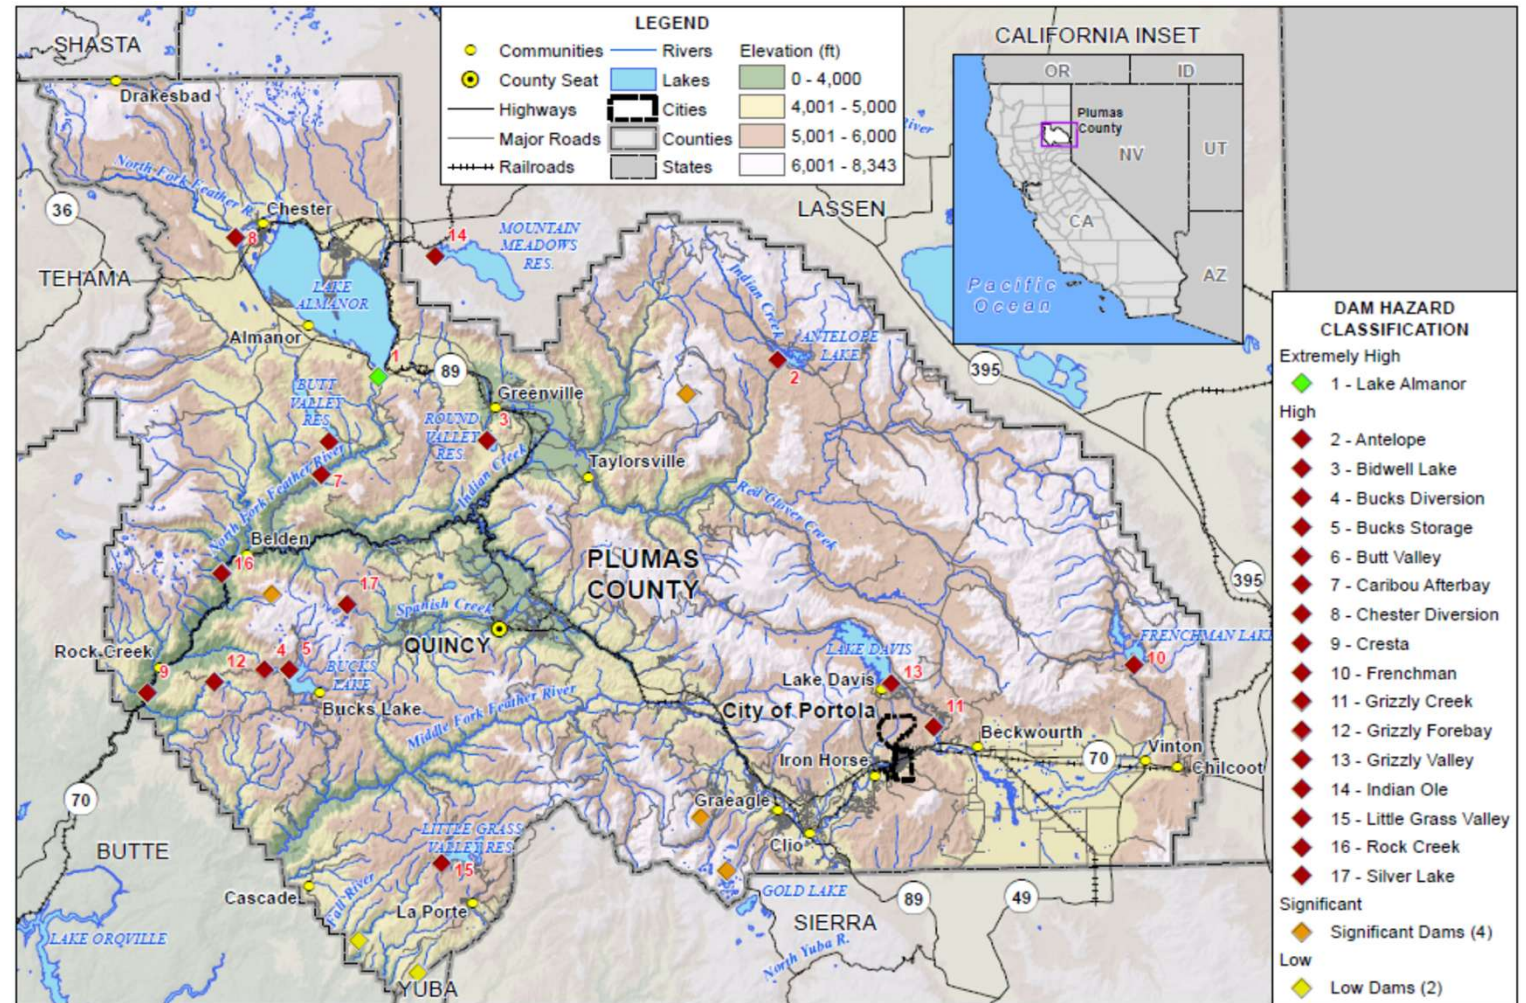 LEGEND
Communities
County Seat
Highways
Major Roads
Railroads
Rivers
Lakes
Cities
Counties
States
Elevation (ft)
0 - 4,000
4,001 - 5,000
5,001 - 6,000
6,001 - 8,343
CALIFORNIA INSET
OR
ID
Plumas
County
NV
UT
CA
AZ
Pacific
Ocean
SHASTA
Drakesbad
River
North Fork Feather R.
36
Chester
8
LASSEN
14
MOUNTAIN
MEADOWS
RES.
TEHAMA
LAKE
ALMANOR
Indian Creek
Almanor
ANTELOPE
LAKE
1
89
2
395
BUTT
VALLEY
RES.
Greenville
ROUND
VALLEY
RES.
3
Taylorsville
7
North Fork Feather River
Indian Creek
Red Clover Creek
Belden
16
PLUMAS
COUNTY
395
17
Spanish Creek
QUINCY
Rock Creek
LAKE DAVIS
FRENCHMAN LAKE
10
12
4
5
BUCKS
LAKE
9
Bucks Lake
Middle Fork Feather River
Lake Davis
13
City of Portola
11
Beckwourth
Iron Horse
70
Vinton
Chilcoot
70
Graeagle
Clio
BUTTE
LITTLE GRASS
VALLEY RES.
15
Cascade
Fall River
La Porte
GOLD LAKE
89
49
SIERRA
LAKE ORQVILLE
North Yuba R.
YUBA
DAM HAZARD
CLASSIFICATION
Extremely High
1 - Lake Almanor
High
2 - Antelope
3 - Bidwell Lake
4 - Bucks Diversion
5 - Bucks Storage
6 - Butt Valley
7 - Caribou Afterbay
8 - Chester Diversion
9 - Cresta
10 - Frenchman
11 - Grizzly Creek
12 - Grizzly Forebay
13 - Grizzly Valley
14 - Indian Ole
15 - Little Grass Valley
16 - Rock Creek
17 - Silver Lake
Significant
Significant Dams (4)
Low
Low Dams (2)